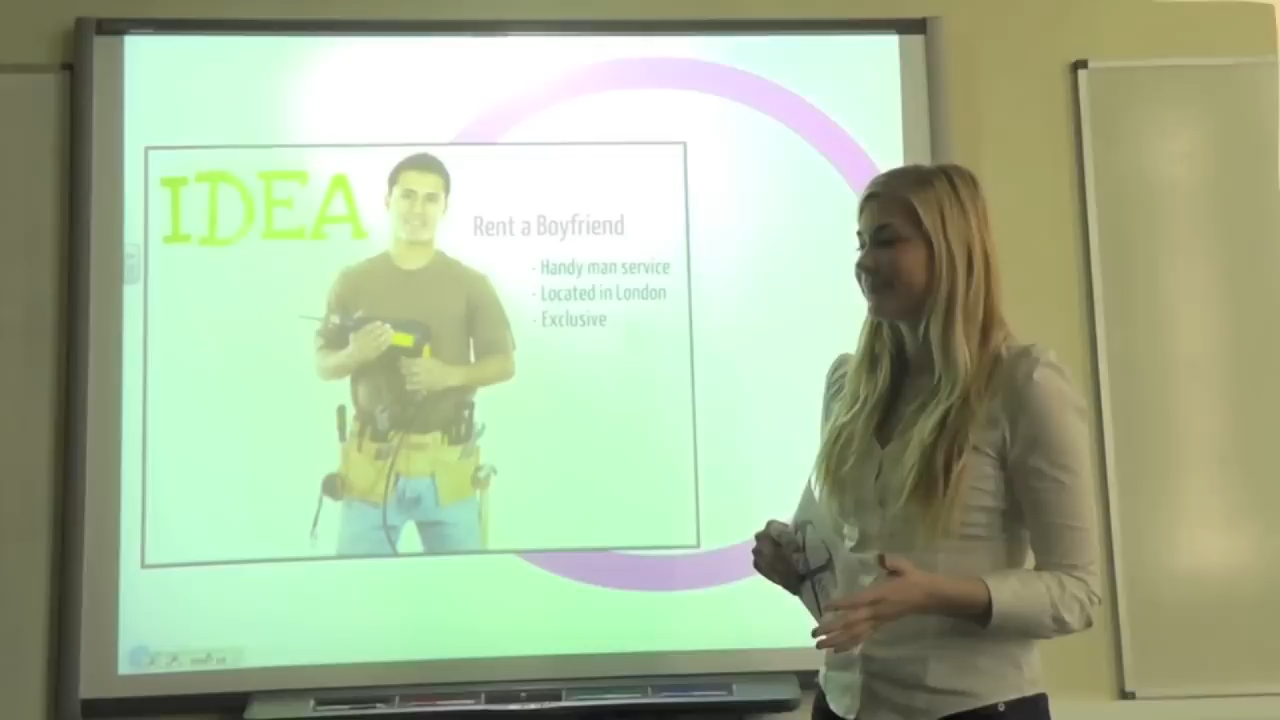 IDEA
Rent a Boyfriend
- Handy man service
- Located in London
- Exclusive